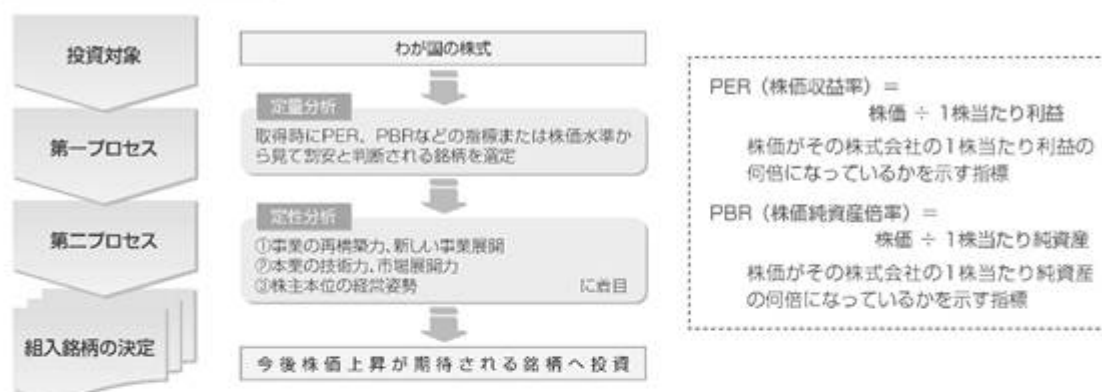 投資対象
わが国の株式
第一プロセス
定量分析
取得時にPER、PBRなどの指標または株価水準か
ら見て割安と判断される銘柄を選定
第二プロセス
定性分析
①事業の再構築力、新しい事業展開
②本業の技術力、市場展開力
③株主本位の経営姿勢 に着目
組入銘柄の決定
今後株価上昇が期待される銘柄へ投資
PER（株価収益率）＝
株価 ÷ 1株当たり利益
株価がその株式会社の1株当たり利益の
何倍になっているかを示す指標
PBR（株価純資産倍率）＝
株価 ÷ 1株当たり純資産
株価がその株式会社の1株当たり純資産
の何倍になっているかを示す指標